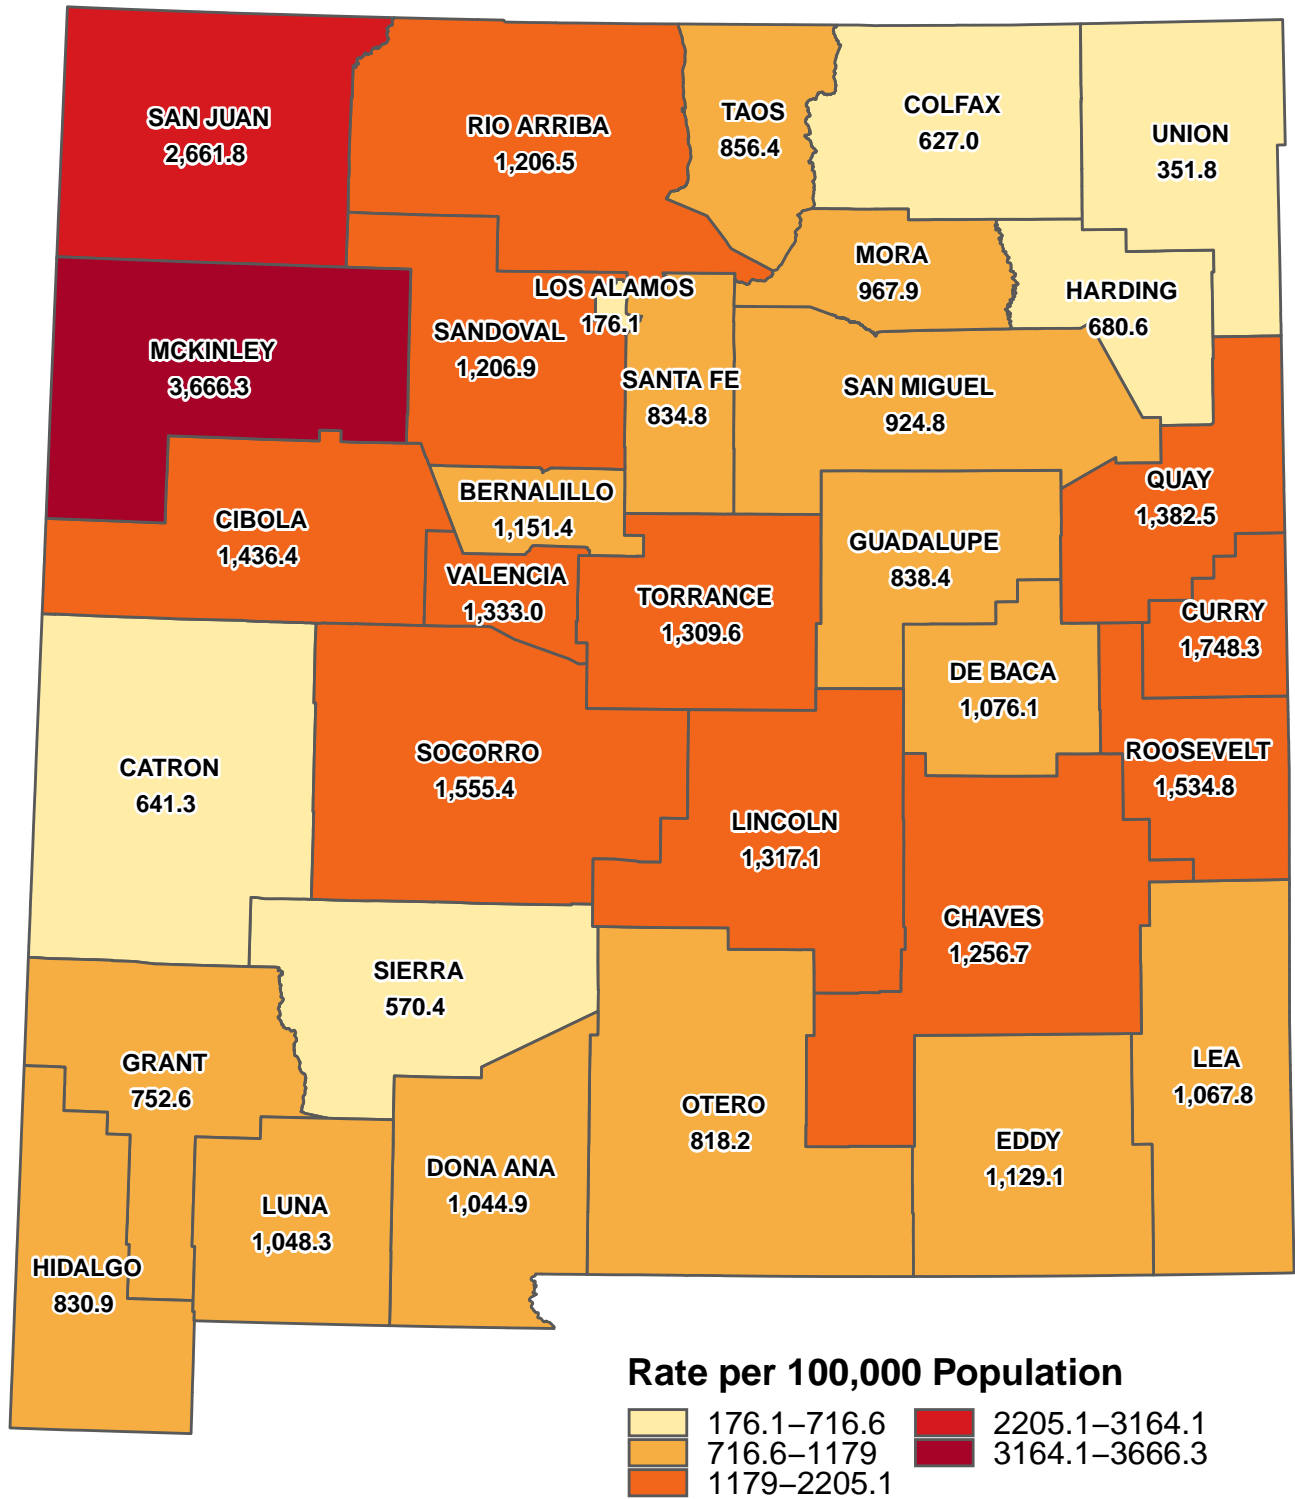 SAN JUAN
2,661.8
RIO ARRIBA
1,206.5
TAOS
856.4
COLFAX
627.0
UNION
351.8
MORA
967.9
HARDING
680.6
LOS ALAMOS
176.1
SANDOVAL
1,206.9
MCKINLEY
3,666.3
SANTA FE
834.8
SAN MIGUEL
924.8
QUAY
1,382.5
BERNALILLO
1,151.4
CIBOLA
1,436.4
GUADALUPE
838.4
VALENCIA
1,333.0
TORRANCE
1,309.6
CURRY
1,748.3
DE BACA
1,076.1
ROOSEVELT
1,534.8
SOCORRO
1,555.4
CATRON
641.3
LINCOLN
1,317.1
CHAVES
1,256.7
SIERRA
570.4
GRANT
752.6
LEA
1,067.8
OTERO
818.2
EDDY
1,129.1
DONA ANA
1,044.9
LUNA
1,048.3
HIDALGO
830.9
Rate per 100,000 Population
176.1–716.6
716.6–1179
1179–2205.1
2205.1–3164.1
3164.1–3666.3